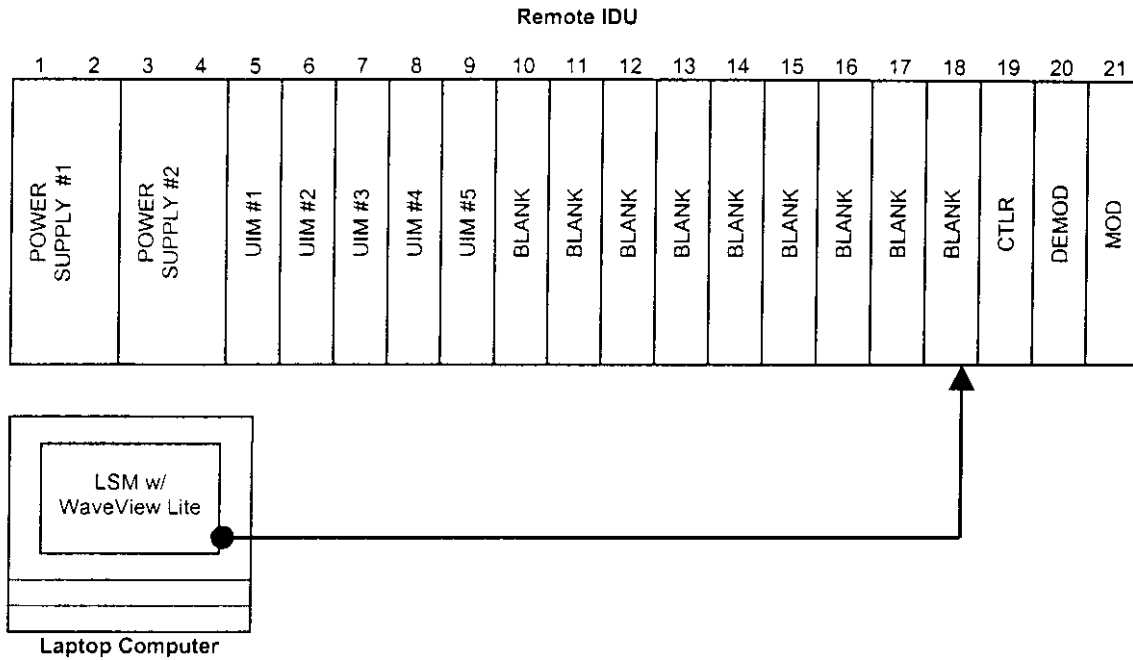 Remote IDU
1 2 3 4 5 6 7 8 9 10 11 12 13 14 15 16 17 18 19 20 21
POWER
SUPPLY #1
POWER
SUPPLY #2
UIM #1
UIM #2
UIM #3
UIM #4
UIM #5
BLANK
BLANK
BLANK
BLANK
BLANK
BLANK
BLANK
BLANK
BLANK
CTLR
DEMOD
MOD
LSM w/
WaveView Lite
Laptop Computer